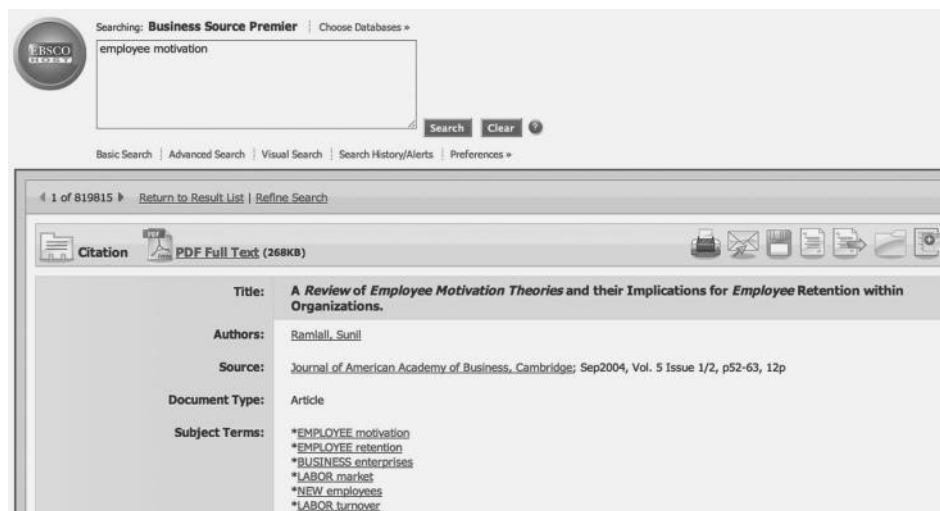 Searching: Business Source Premier | Choose Databases »
EBSCO
HOST
employee motivation
Search Clear ?
Basic Search | Advanced Search | Visual Search | Search History/Alerts | Preferences »
1 of 819815 Return to Result List | Refine Search
Citation PDF PDF Full Text (268KB)
Title: A Review of Employee Motivation Theories and their Implications for Employee Retention within
Organizations.
Authors: Ramlall, Sunil
Source: Journal of American Academy of Business, Cambridge; Sep2004, Vol. 5 Issue 1/2, p52-63, 12p
Document Type: Article
Subject Terms: *EMPLOYEE motivation
*EMPLOYEE retention
*BUSINESS enterprises
*LABOR market
*NEW employees
*LABOR turnover